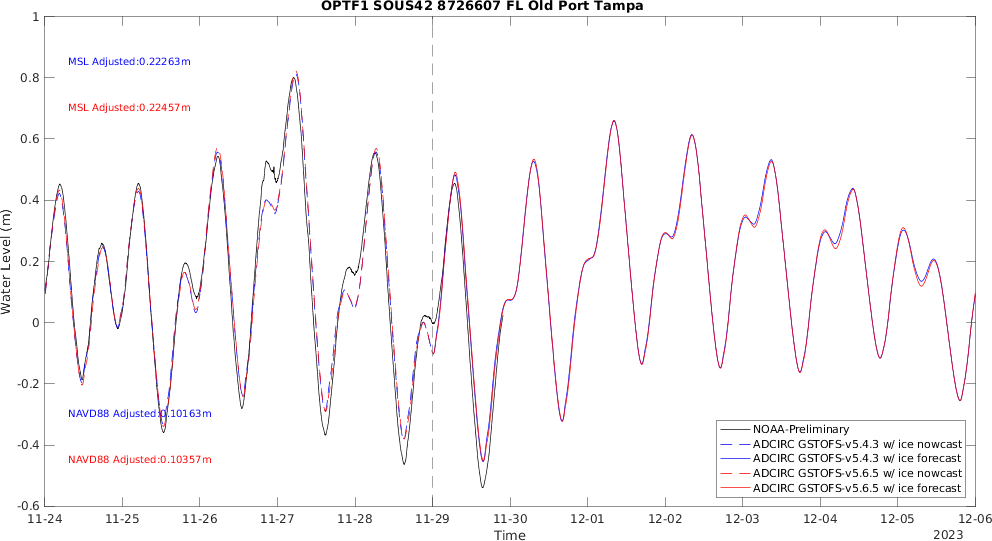 OPTF1 SOUS42 8726607 FL Old Port Tampa
1
0.8
0.6
0.4
0.2
0
-0.2
-0.4
-0.6
Water Level (m)
MSL Adjusted:0.22263m
MSL Adjusted:0.22457m
NAVD88 Adjusted:0.10163m
NAVD88 Adjusted:0.10357m
NOAA-Preliminary
ADCIRC GSTOFS-v5.4.3 w/ ice nowcast
ADCIRC GSTOFS-v5.4.3 w/ ice forecast
ADCIRC GSTOFS-v5.6.5 w/ ice nowcast
ADCIRC GSTOFS-v5.6.5 w/ ice forecast
11-24 11-25 11-26 11-27 11-28 11-29 11-30 12-01 12-02 12-03 12-04 12-05 12-06
Time
2023